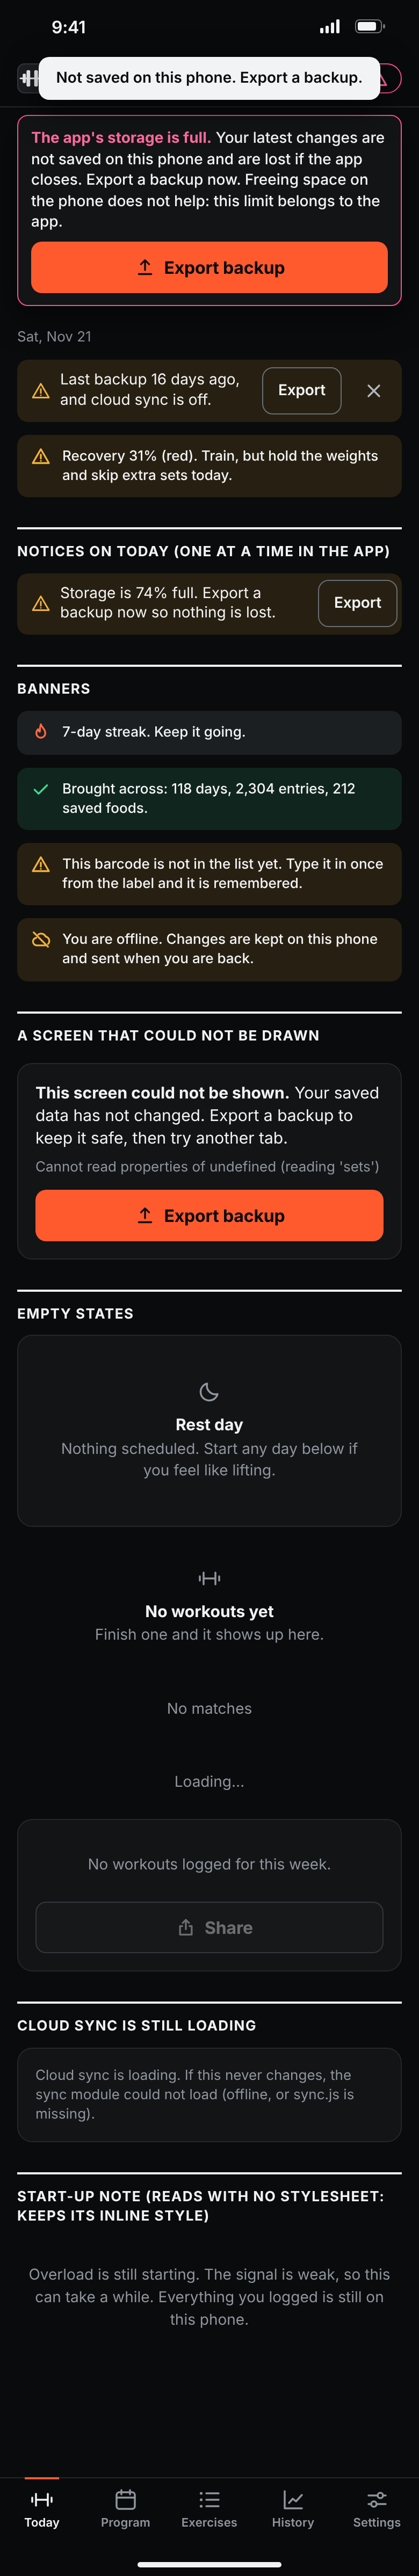 9:41
Not saved on this phone. Export a backup.
The app's storage is full. Your latest changes are
not saved on this phone and are lost if the app
closes. Export a backup now. Freeing space on
the phone does not help: this limit belongs to the
app.
Export backup
Sat, Nov 21
Last backup 16 days ago,
and cloud sync is off.
Export
Recovery 31% (red). Train, but hold the weights
and skip extra sets today.
NOTICES ON TODAY (ONE AT A TIME IN THE APP)
Storage is 74% full. Export a
backup now so nothing is lost.
Export
BANNERS
7-day streak. Keep it going.
Brought across: 118 days, 2,304 entries, 212
saved foods.
This barcode is not in the list yet. Type it in once
from the label and it is remembered.
You are offline. Changes are kept on this phone
and sent when you are back.
A SCREEN THAT COULD NOT BE DRAWN
This screen could not be shown. Your saved
data has not changed. Export a backup to
keep it safe, then try another tab.
Cannot read properties of undefined (reading 'sets')
Export backup
EMPTY STATES
Rest day
Nothing scheduled. Start any day below if
you feel like lifting.
No workouts yet
Finish one and it shows up here.
No matches
Loading...
No workouts logged for this week.
Share
CLOUD SYNC IS STILL LOADING
Cloud sync is loading. If this never changes, the
sync module could not load (offline, or sync.js is
missing).
START-UP NOTE (READS WITH NO STYLESHEET:
KEEPS ITS INLINE STYLE)
Overload is still starting. The signal is weak, so this
can take a while. Everything you logged is still on
this phone.
Today
Program
Exercises
History
Settings